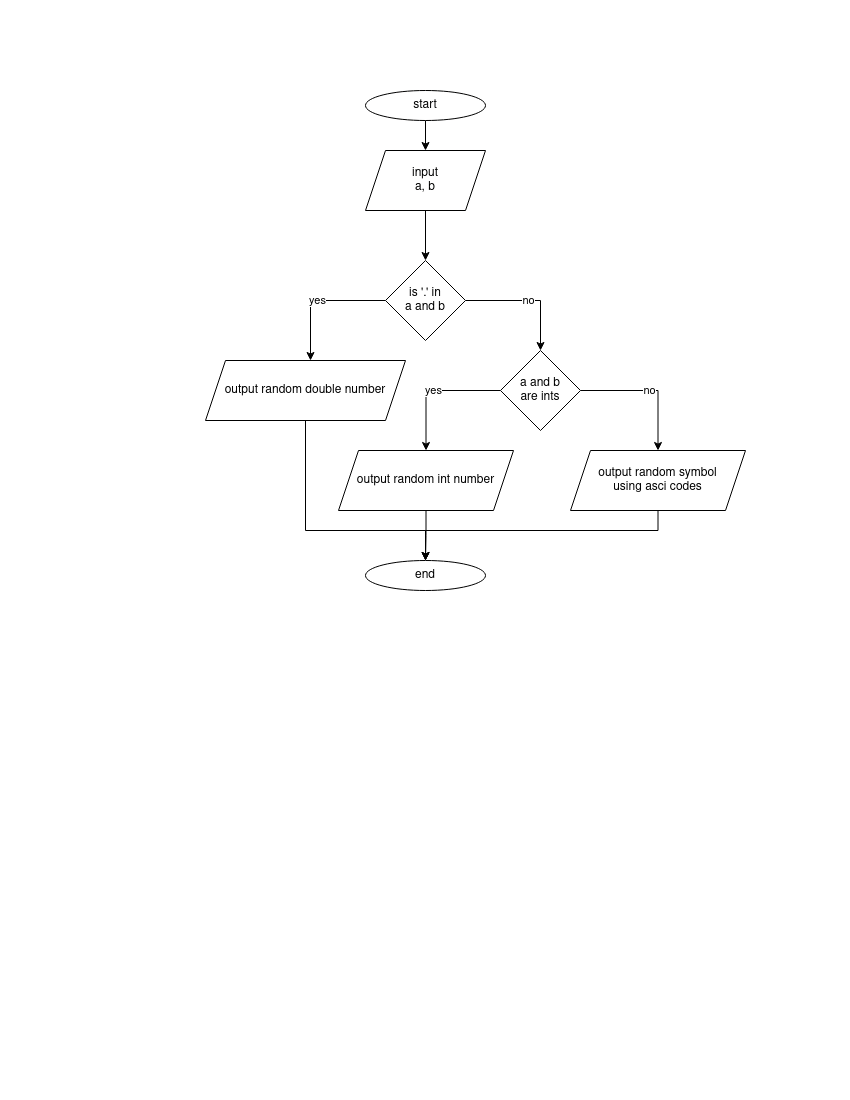 start
input
a, b
is '.' in
a and b
yes
no
output random double number
a and b
are ints
yes
no
output random int number
output random symbol
using asci codes
end